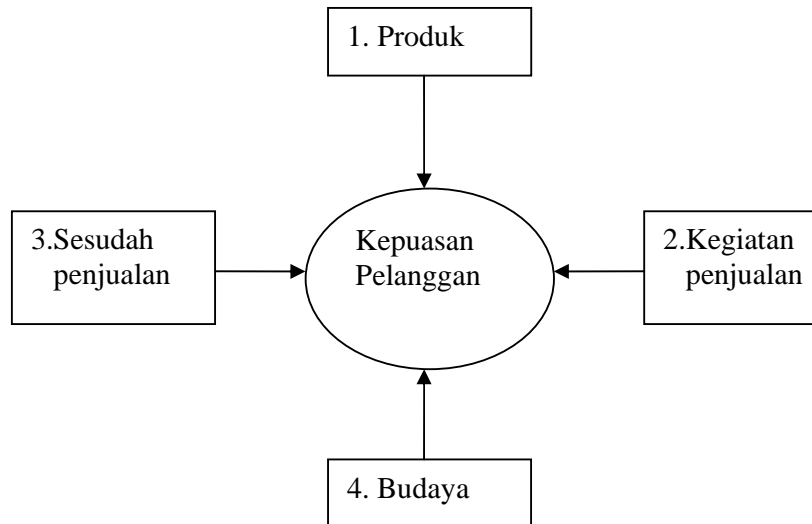 1. Produk
3.Sesudah
penjualan
Kepuasan
Pelanggan
2.Kegiatan
penjualan
4. Budaya